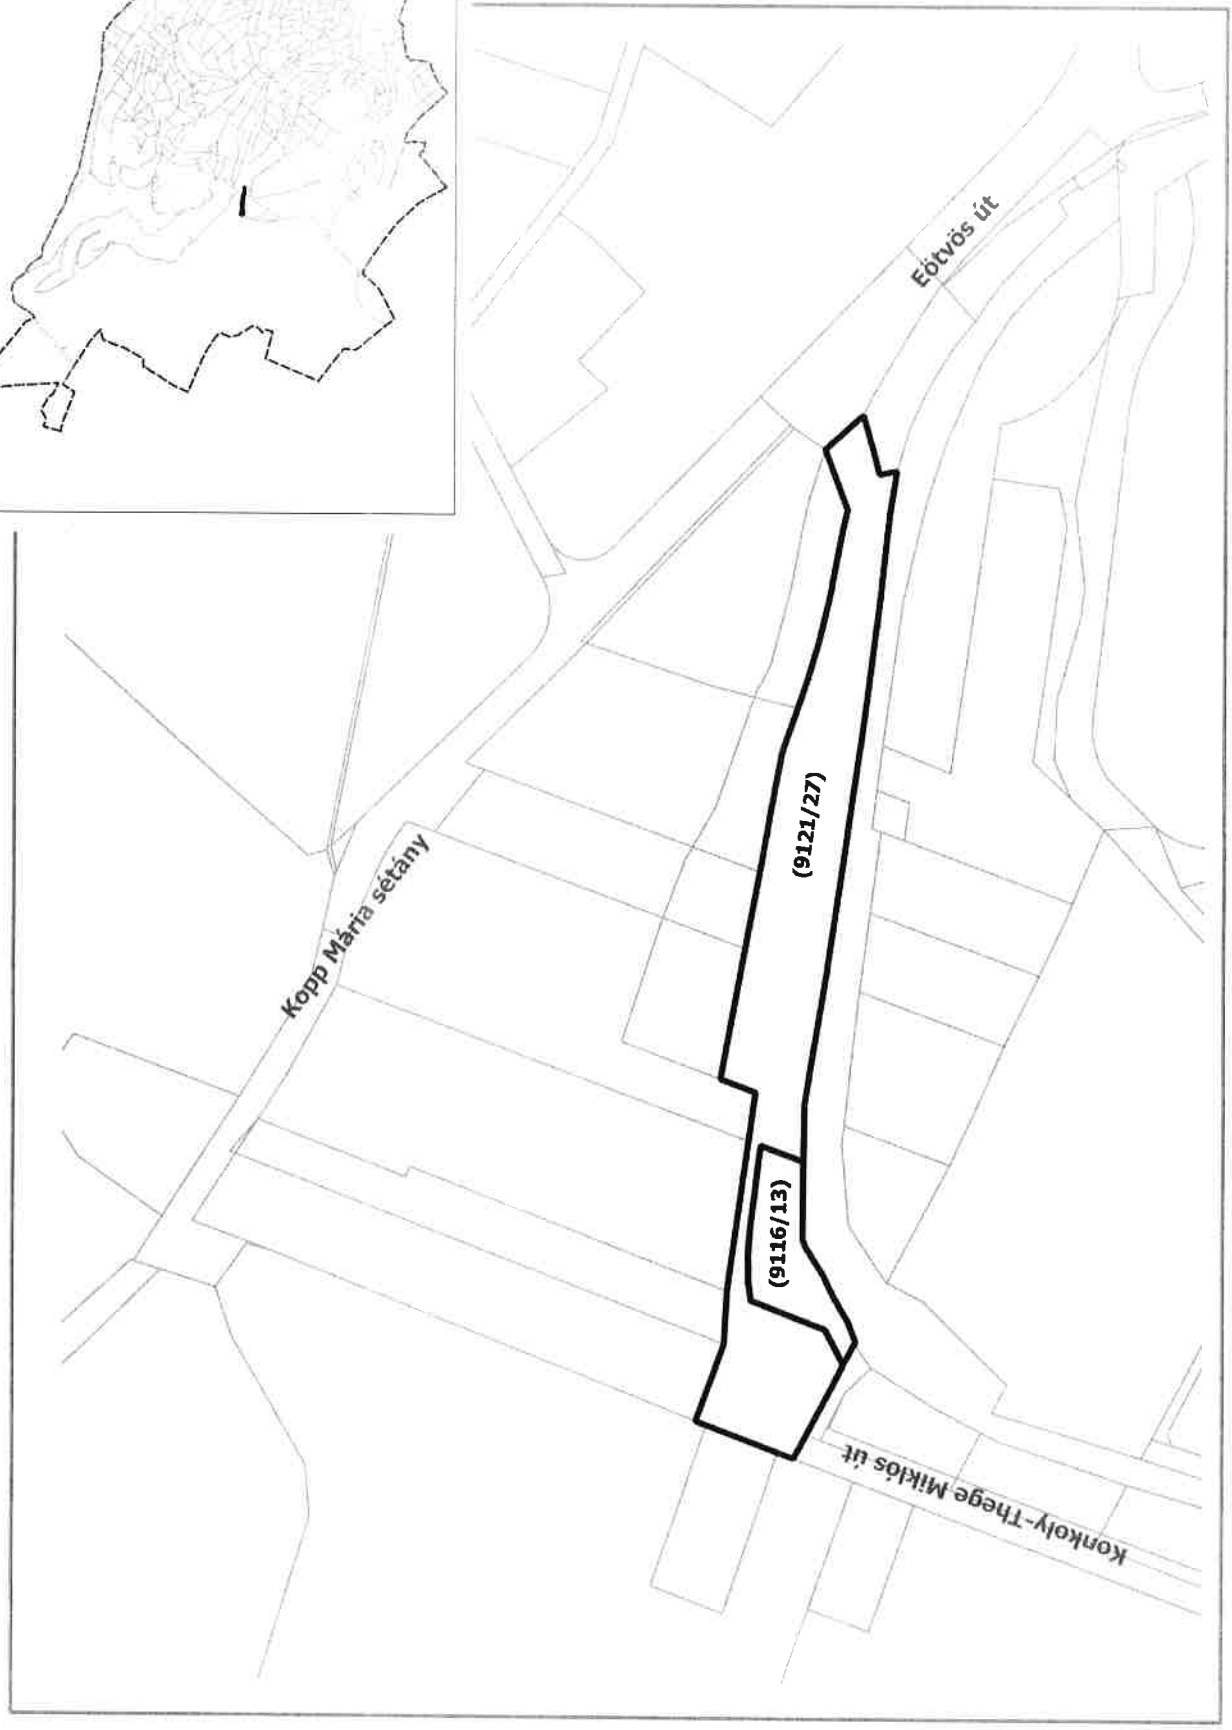 Eötvös út
Kopp Mária sétány
(9121/27)
(9116/13)
Konkoly-Thege Miklós út